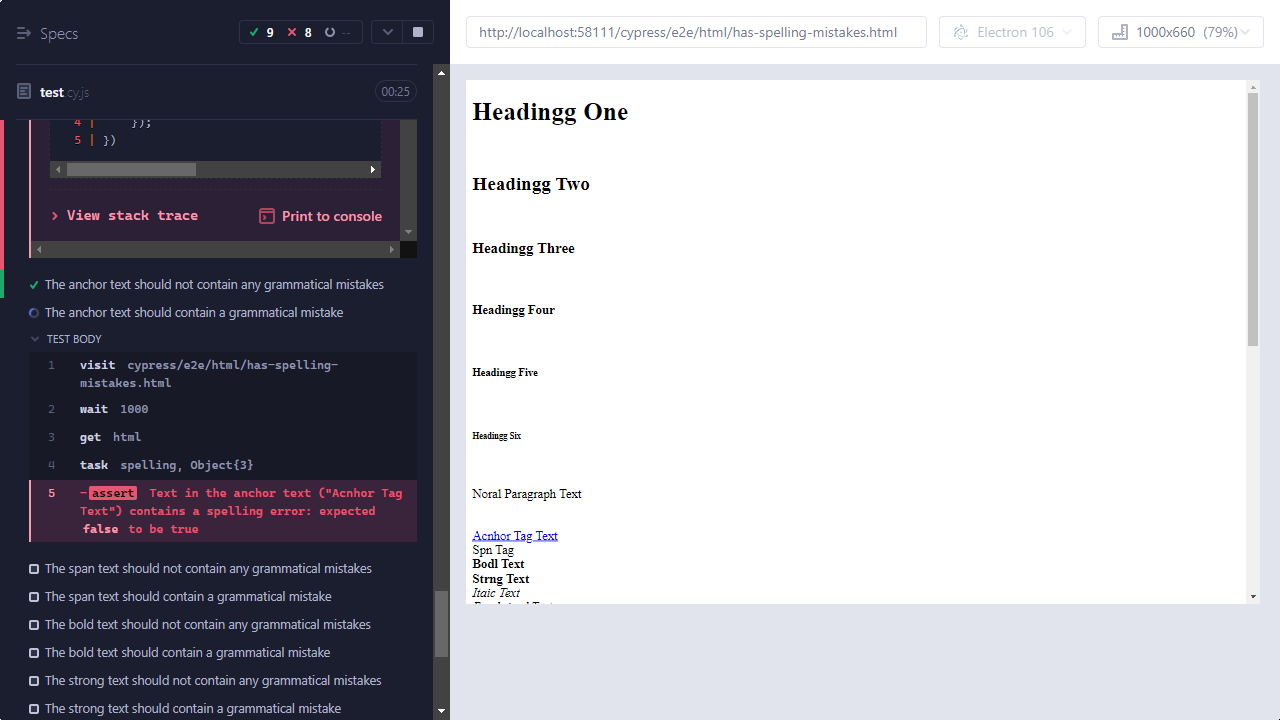 Specs
9 8 --
test.cy.js
00:25
4 | });
5 | })
View stack trace
Print to console
The anchor text should not contain any grammatical mistakes
The anchor text should contain a grammatical mistake
TEST BODY
1 visit cypress/e2e/html/has-spelling-
mistakes.html
2 wait 1000
3 get html
4 task spelling, Object{3}
5 -assert Text in the anchor text ("Acnhor Tag
Text") contains a spelling error: expected
false to be true
The span text should not contain any grammatical mistakes
The span text should contain a grammatical mistake
The bold text should not contain any grammatical mistakes
The bold text should contain a grammatical mistake
The strong text should not contain any grammatical mistakes
The strong text should contain a grammatical mistake
http://localhost:58111/cypress/e2e/html/has-spelling-mistakes.html
Electron 106
1000x660 (79%)
Headingg One
Headingg Two
Headingg Three
Headingg Four
Headingg Five
Headingg Six
Noral Paragraph Text
Acnhor Tag Text
Spn Tag
Bodl Text
Strng Text
Itaic Text